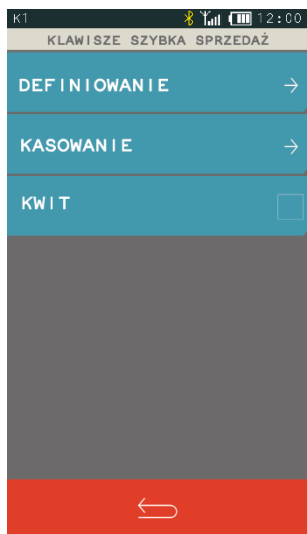 K1 12:00
KLAWISZE SZYBKA SPRZEDAŻ
DEFINIOWANIE
KASOWANIE
KWIT